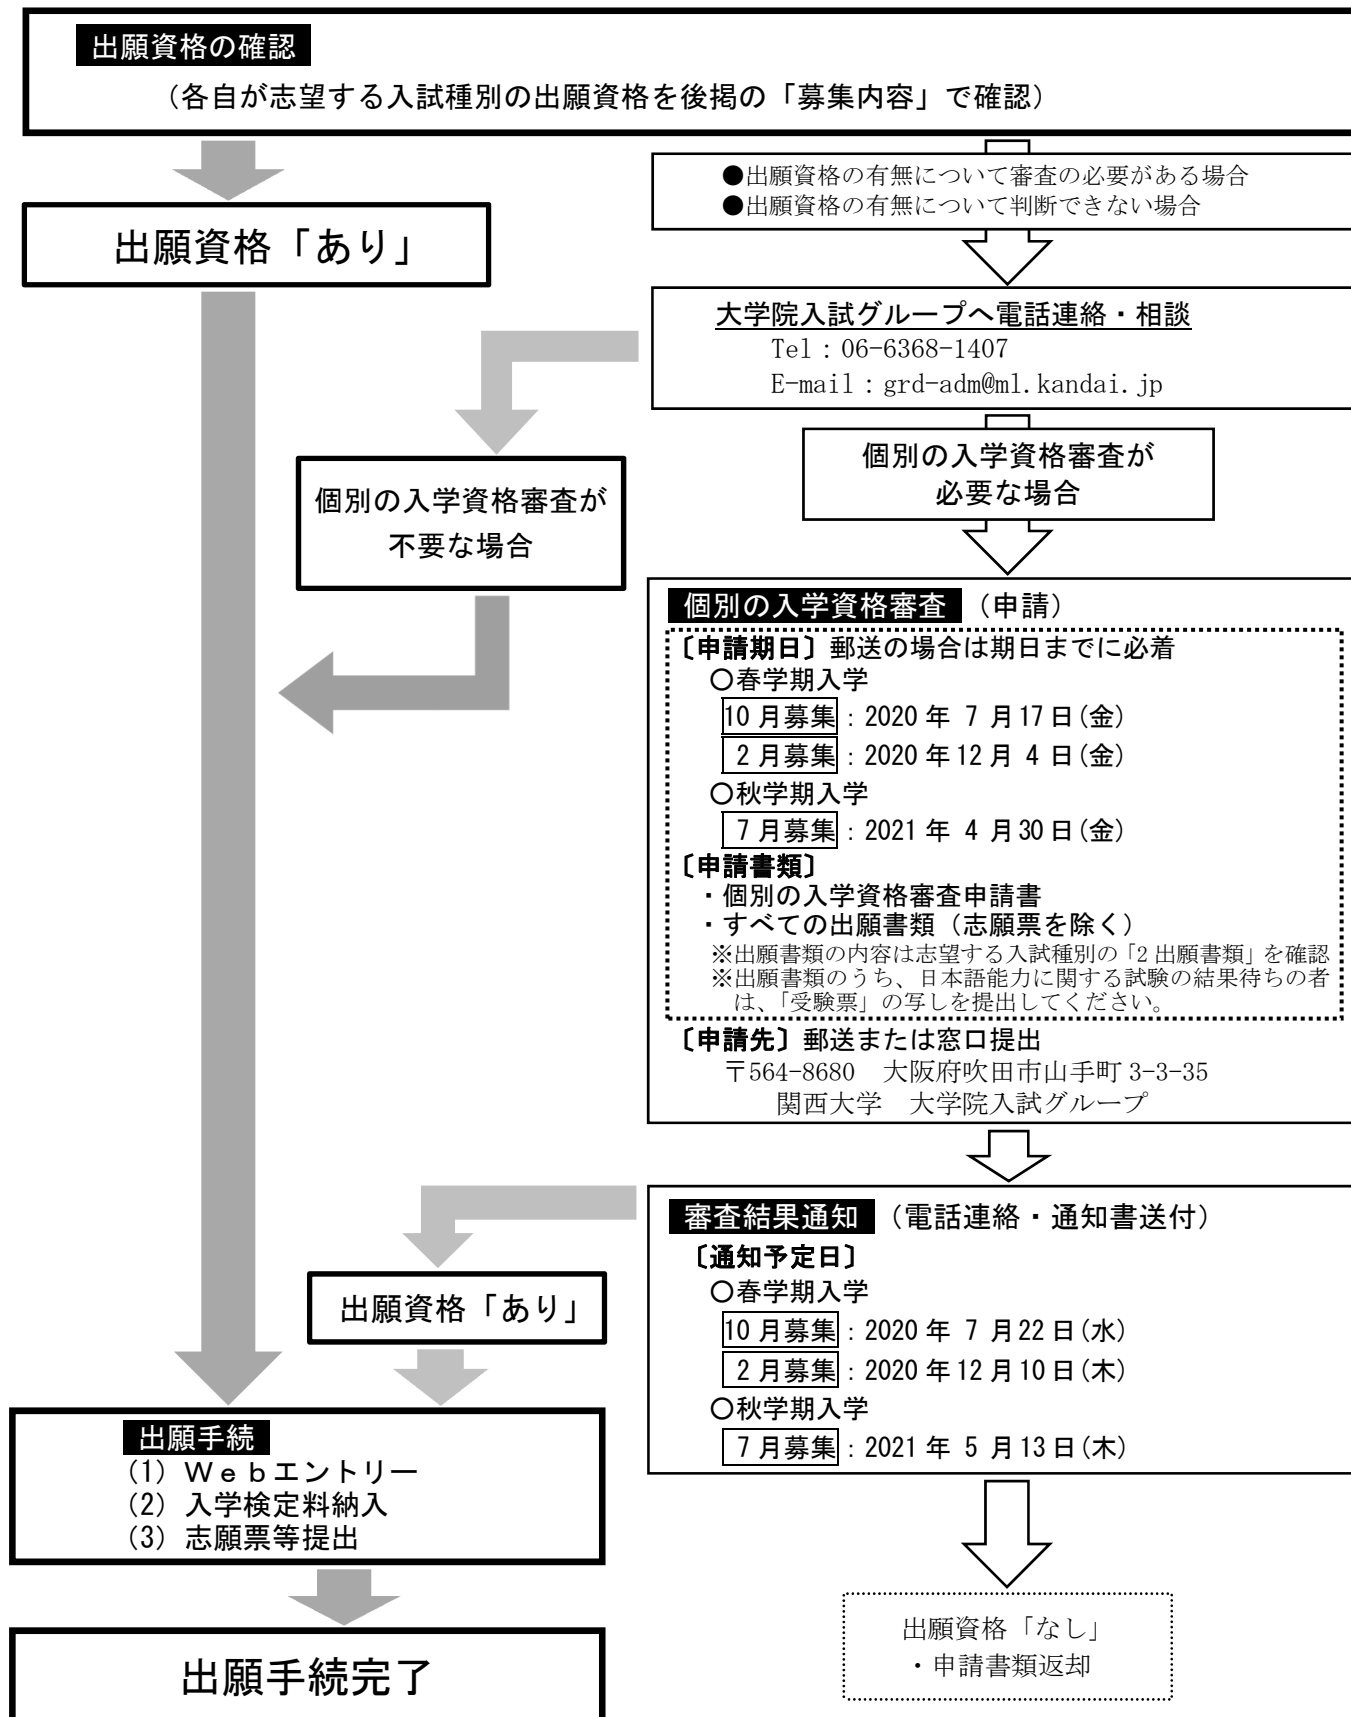 出願資格の確認
（各自が志望する入試種別の出願資格を後掲の「募集内容」で確認）
●出願資格の有無について審査の必要がある場合
●出願資格の有無について判断できない場合
出願資格「あり」
大学院入試グループへ電話連絡・相談
Tel：06-6368-1407
E-mail：grd-adm@ml.kandai.jp
個別の入学資格審査が
必要な場合
個別の入学資格審査が
不要な場合
個別の入学資格審査（申請）
〔申請期日〕郵送の場合は期日までに必着
○春学期入学
10月募集：2020年 7月17日(金)
2月募集：2020年12月 4日(金)
○秋学期入学
7月募集：2021年 4月30日(金)
〔申請書類〕
・個別の入学資格審査申請書
・すべての出願書類（志願票を除く）
※出願書類の内容は志望する入試種別の「2 出願書類」を確認
※出願書類のうち、日本語能力に関する試験の結果待ちの者
は、「受験票」の写しを提出してください。
〔申請先〕郵送または窓口提出
〒564-8680　大阪府吹田市山手町 3-3-35
関西大学　大学院入試グループ
審査結果通知（電話連絡・通知書送付）
〔通知予定日〕
○春学期入学
10月募集：2020年 7月22日(水)
2月募集：2020年12月10日(木)
○秋学期入学
7月募集：2021年 5月13日(木)
出願資格「あり」
出願手続
(1) Ｗｅｂエントリー
(2) 入学検定料納入
(3) 志願票等提出
出願資格「なし」
・申請書類返却
出願手続完了